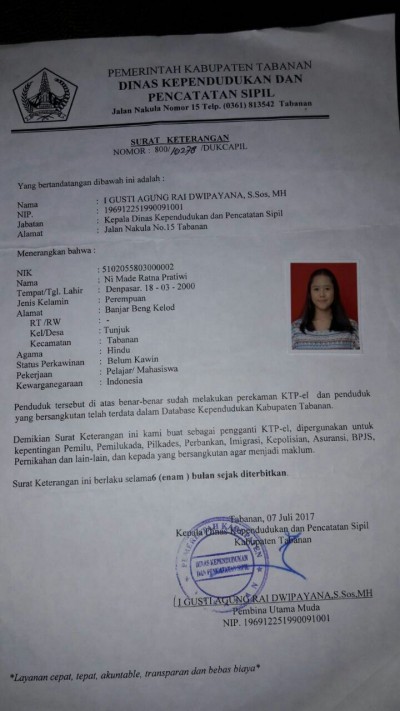 PEMERINTAH KABUPATEN TABANAN
DINAS KEPENDUDUKAN DAN
PENCATATAN SIPIL
Jalan Nakula Nomor 15 Telp. (0361) 813542 Tabanan
SURAT KETERANGAN
NOMOR : 800/10278/DUKCAPIL
Yang bertandatangan dibawah ini adalah :
Nama : I GUSTI AGUNG RAI DWIPAYANA, S.Sos, MH
NIP. : 196912251990091001
Jabatan : Kepala Dinas Kependudukan dan Pencatatan Sipil
Alamat : Jalan Nakula No.15 Tabanan
Menerangkan bahwa :
NIK : 5102055803000002
Nama : Ni Made Ratna Pratiwi
Tempat/Tgl. Lahir : Denpasar. 18 - 03 - 2000
Jenis Kelamin : Perempuan
Alamat : Banjar Beng Kelod
RT /RW : -
Kel/Desa : Tunjuk
Kecamatan : Tabanan
Agama : Hindu
Status Perkawinan : Belum Kawin
Pekerjaan : Pelajar/ Mahasiswa
Kewarganegaraan : Indonesia
Penduduk tersebut di atas benar-benar sudah melakukan perekaman KTP-el dan penduduk
yang bersangkutan telah terdata dalam Database Kependudukan Kabupaten Tabanan.
Demikian Surat Keterangan ini kami buat sebagai pengganti KTP-el, dipergunakan untuk
kepentingan Pemilu, Pemilukada, Pilkades, Perbankan, Imigrasi, Kepolisian, Asuransi, BPJS,
Pernikahan dan lain-lain, dan kepada yang bersangkutan agar menjadi maklum.
Surat Keterangan ini berlaku selama6 (enam ) bulan sejak diterbitkan.
Tabanan, 07 Juli 2017
Kepala Dinas Kependudukan dan Pencatatan Sipil
Kabupaten Tabanan
PEMERINTAH KABUPATEN
DINAS KEPENDUDUKAN
DAN PENCATATAN SIPIL
I GUSTI AGUNG RAI DWIPAYANA,S.Sos,MH
Pembina Utama Muda
NIP. 196912251990091001
*Layanan cepat, tepat, akuntable, transparan dan bebas biaya*